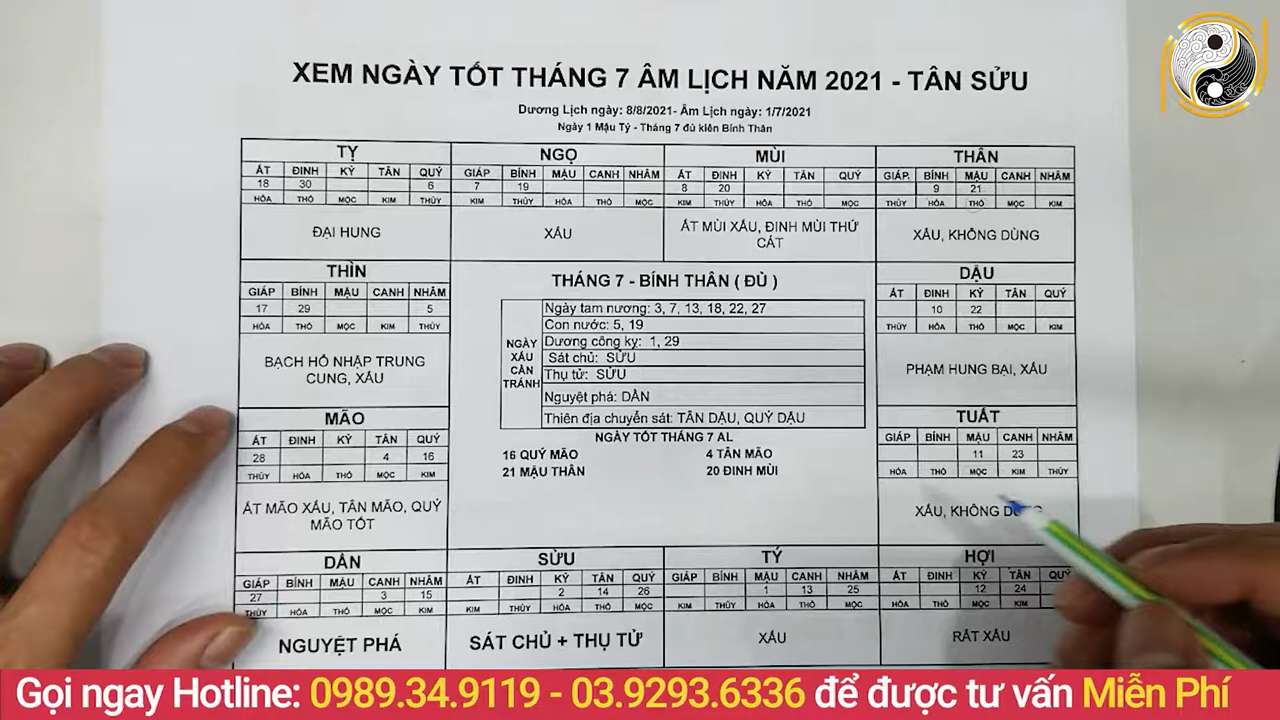 XEM NGÀY TỐT THÁNG 7 ÂM LỊCH NĂM 2021 - TÂN SỬU
Dương Lịch ngày: 8/8/2021- Âm Lịch ngày: 1/7/2021
Ngày 1 Mậu Tý - Tháng 7 đủ kiên Bính Thân
TỴ NGỌ MÙI THÂN
ẤT ĐINH KỶ TÂN QUÝ GIÁP BÍNH MẬU CANH NHÂM ẤT ĐINH KỶ TÂN QUÝ GIÁP. BÍNH MẬU CANH NHÂM
18 30 6 7 19 8 20 9 21
HỎA THỔ MỘC KIM THỦY KIM THỦY HỎA THỔ MỘC KIM THỦY HỎA THỔ MỘC THỦY HỎA THỔ MỘC KIM
ĐẠI HUNG
XẤU
ẤT MÙI XẤU, ĐINH MÙI THỨ
CÁT
XẤU, KHÔNG DÙNG
THÌN
GIÁP BÍNH MẬU CANH NHÂM
17 29 5
HỎA THỔ MỘC KIM THỦY
BẠCH HỔ NHẬP TRUNG
CUNG, XẤU
THÁNG 7 - BÍNH THÂN ( ĐỦ )
NGÀY
XẤU
CẦN
TRÁNH
Ngày tam nương: 3, 7, 13, 18, 22, 27
Con nước: 5, 19
Dương công kỵ: 1, 29
Sát chủ: SỬU
Thụ tử: SỬU
Nguyệt phá: DẦN
Thiên địa chuyển sát: TÂN DẬU, QUÝ DẬU
NGÀY TỐT THÁNG 7 AL
16 QUÝ MÃO 4 TÂN MÃO
21 MẬU THÂN 20 ĐINH MÙI
DẬU
ẤT ĐINH KỶ TÂN QUÝ
10 22
THỦY HỎA THỔ MỘC KIM
PHẠM HUNG BẠI, XẤU
MÃO
ẤT ĐINH KỶ TÂN QUÝ
28 4 16
THỦY HỎA THỔ MỘC KIM
ẤT MÃO XẤU, TÂN MÃO, QUÝ
MÃO TỐT
TUẤT
GIÁP BÍNH MẬU CANH NHÂM
11 23
HỎA THỔ MỘC KIM THỦY
XẤU, KHÔNG
DẦN SỬU TÝ HỢI
GIÁP BÍNH MẬU CANH NHÂM ẤT ĐINH KỶ TÂN QUÝ GIÁP BÍNH MẬU CANH NHÂM ẤT ĐINH KỶ TÂN QUÝ
27 3 15 2 14 26 1 13 25 12 24
THỦY HỎA THỔ MỘC KIM KIM THỦY HỎA THỔ MỘC KIM THỦY HỎA THỔ MỘC HỎA THỔ MỘC KIM
NGUYỆT PHÁ
SÁT CHỦ + THỤ TỬ
XẤU
RẤT XẤU
Gọi ngay Hotline: 0989.34.9119 - 03.9293.6336 để được tư vấn Miễn Phí